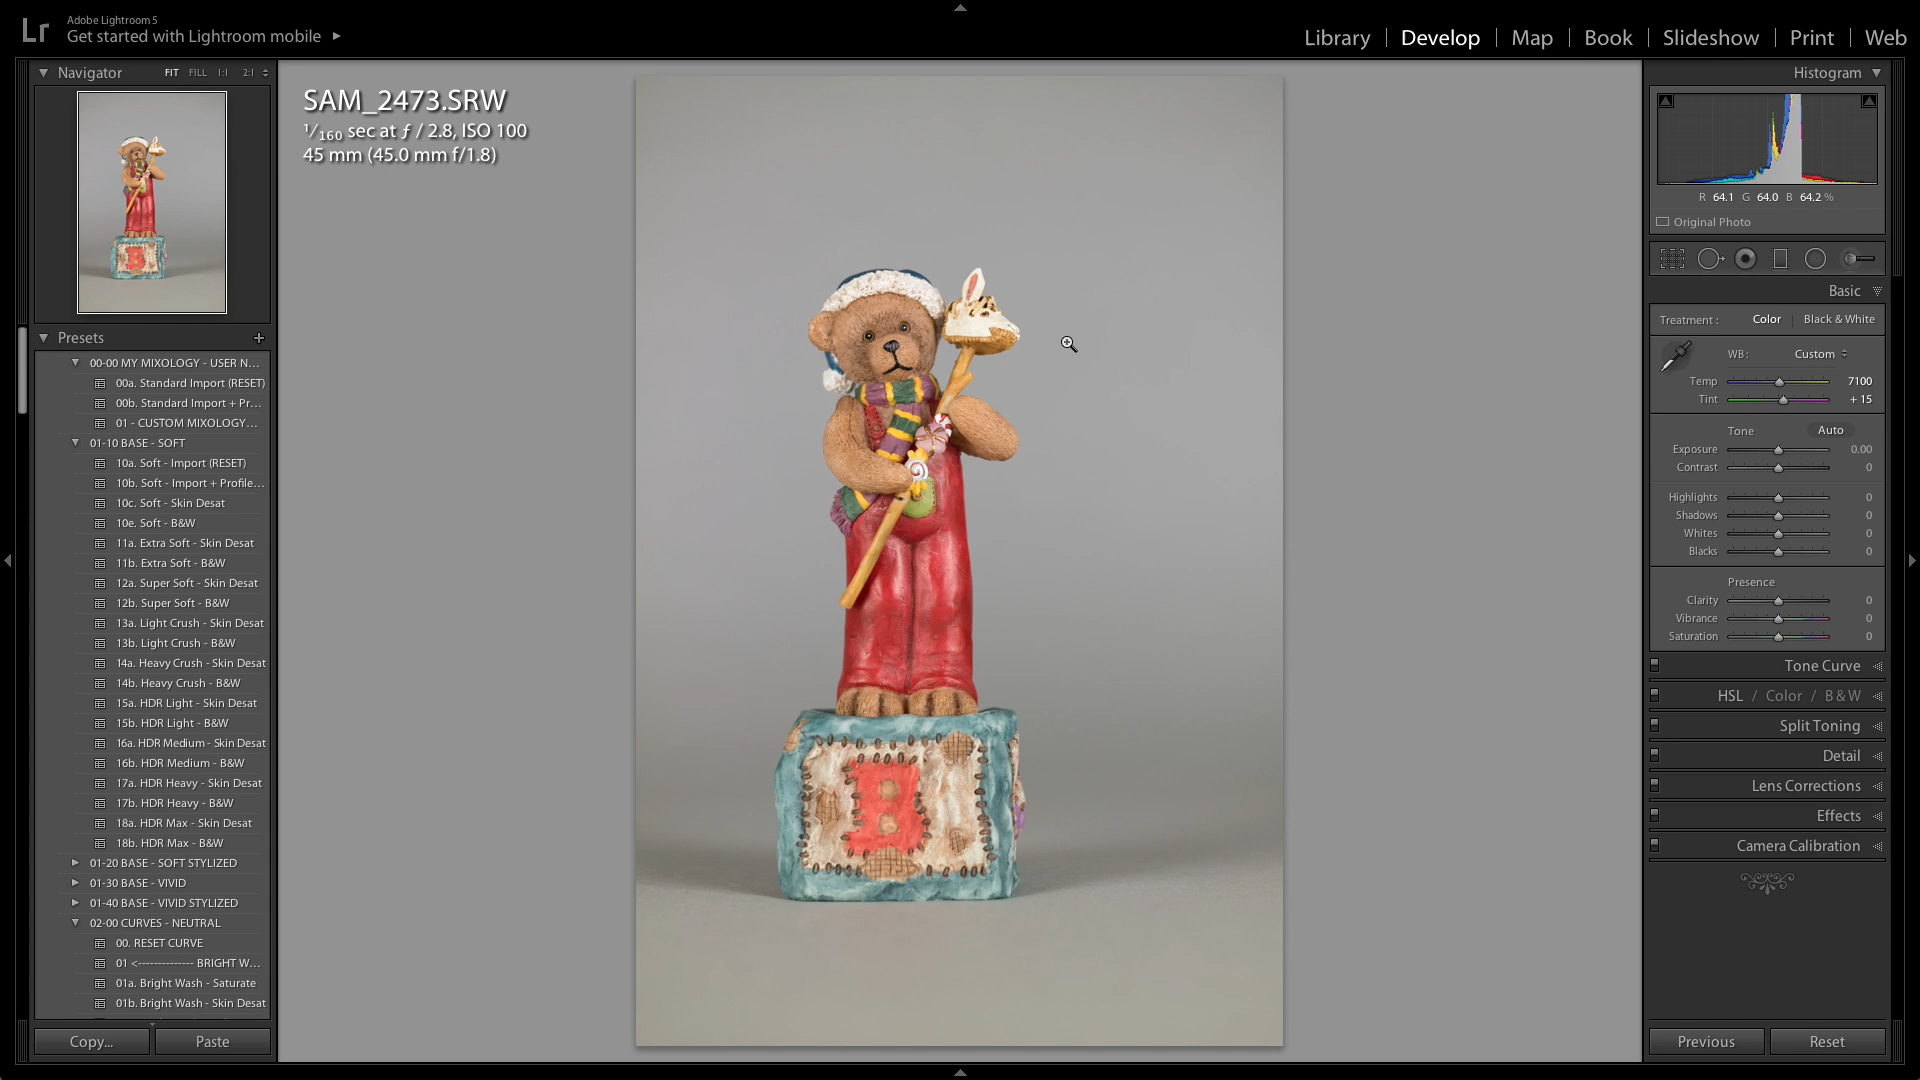 Lr
Adobe Lightroom 5
Get started with Lightroom mobile
Library | Develop | Map | Book | Slideshow | Print | Web
Navigator FIT FILL 1:1 2:1
Presets +
00-00 MY MIXOLOGY - USER N...
00a. Standard Import (RESET)
00b. Standard Import + Pr...
01 - CUSTOM MIXOLOGY...
01-10 BASE - SOFT
10a. Soft - Import (RESET)
10b. Soft - Import + Profile...
10c. Soft - Skin Desat
10e. Soft - B&W
11a. Extra Soft - Skin Desat
11b. Extra Soft - B&W
12a. Super Soft - Skin Desat
12b. Super Soft - B&W
13a. Light Crush - Skin Desat
13b. Light Crush - B&W
14a. Heavy Crush - Skin Desat
14b. Heavy Crush - B&W
15a. HDR Light - Skin Desat
15b. HDR Light - B&W
16a. HDR Medium - Skin Desat
16b. HDR Medium - B&W
17a. HDR Heavy - Skin Desat
17b. HDR Heavy - B&W
18a. HDR Max - Skin Desat
18b. HDR Max - B&W
01-20 BASE - SOFT STYLIZED
01-30 BASE - VIVID
01-40 BASE - VIVID STYLIZED
02-00 CURVES - NEUTRAL
00. RESET CURVE
01 <-------------- BRIGHT W...
01a. Bright Wash - Saturate
01b. Bright Wash - Skin Desat
Copy... Paste
SAM_2473.SRW
1/160 sec at ƒ / 2.8, ISO 100
45 mm (45.0 mm f/1.8)
B
Histogram
R 64.1 G 64.0 B 64.2 %
Original Photo
Basic
Treatment : Color | Black & White
WB: Custom
Temp 7100
Tint + 15
Tone Auto
Exposure 0.00
Contrast 0
Highlights 0
Shadows 0
Whites 0
Blacks 0
Presence
Clarity 0
Vibrance 0
Saturation 0
Tone Curve
HSL / Color / B & W
Split Toning
Detail
Lens Corrections
Effects
Camera Calibration
Previous Reset